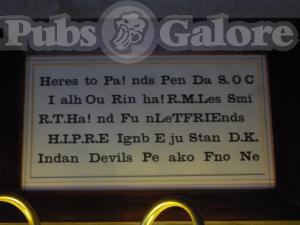 Pubs Galore
Heres to Pa! nds Pen Da S.O C
I alh Ou Rin ha! R.M.Les Smi
R.T.Ha! nd Fu nLeTFRIEnds
H.I.P.R.E Ignb E ju Stan D.K.
Indan Devils Pe ako Fno Ne